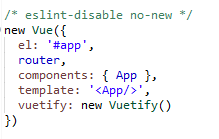 /* eslint-disable no-new */
new Vue({
  el: '#app',
  router,
  components: { App },
  template: '<App/>',
  vuetify: new Vuetify()
})